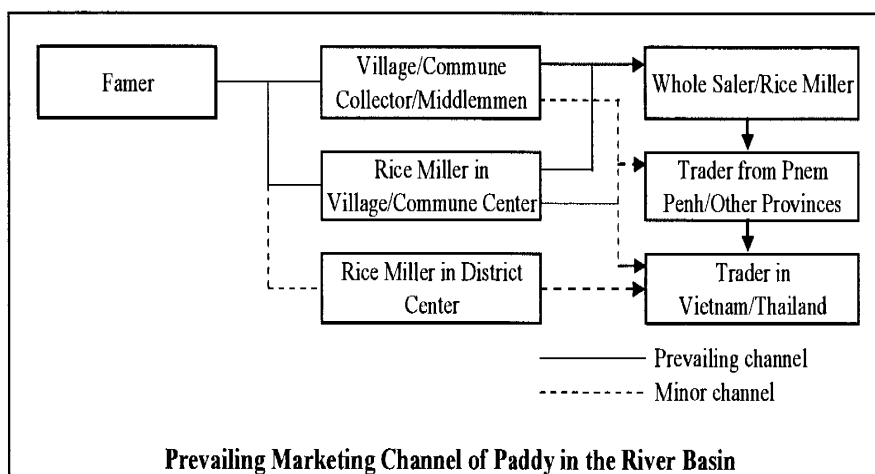 Famer
Village/Commune
Collector/Middlemmen
Whole Saler/Rice Miller
Rice Miller in
Village/Commune Center
Trader from Pnem
Penh/Other Provinces
Rice Miller in District
Center
Trader in
Vietnam/Thailand
Prevailing channel
Minor channel
Prevailing Marketing Channel of Paddy in the River Basin